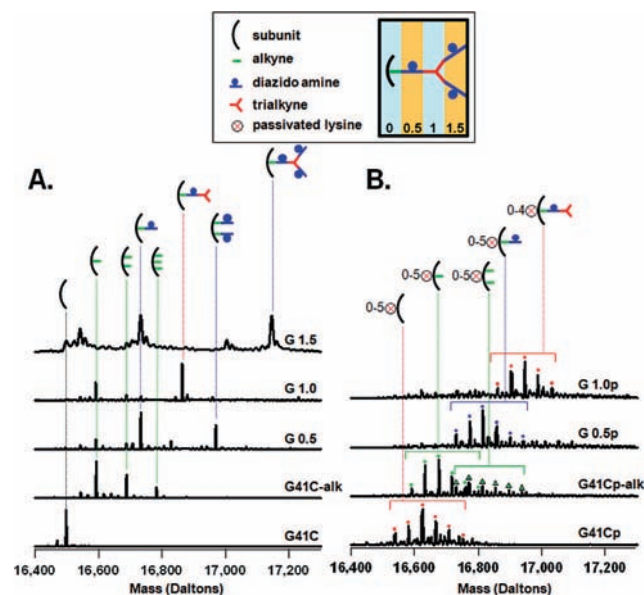 subunit
alkyne
diazido amine
trialkyne
passivated lysine
0 0.5 1 1.5
A.
B.
0-4
0-5
0-5 0-5
0-5
G 1.5
G 1.0
G 0.5
G41C-alk
G41C
G 1.0p
G 0.5p
G41Cp-alk
G41Cp
16,400 16,600 16,800 17,000 17,200
Mass (Daltons)
16,400 16,600 16,800 17,000 17,200
Mass (Daltons)